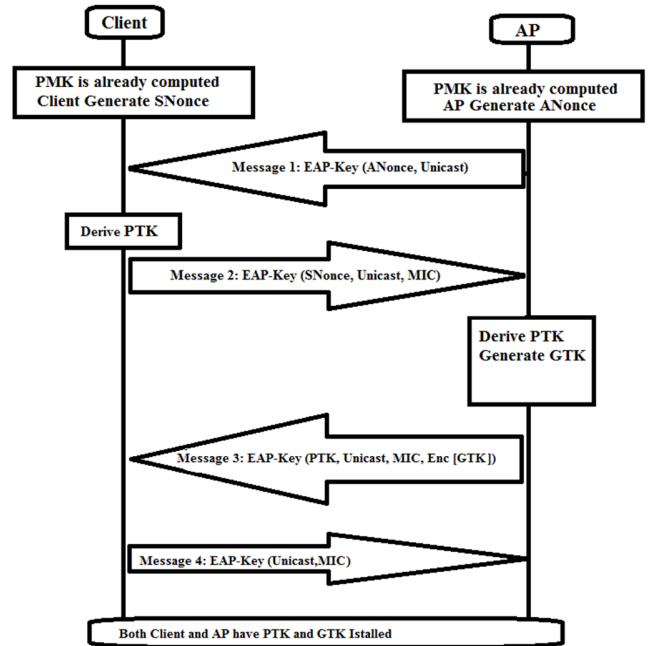 Client
AP
PMK is already computed
Client Generate SNonce
PMK is already computed
AP Generate ANonce
Message 1: EAP-Key (ANonce, Unicast)
Derive PTK
Message 2: EAP-Key (SNonce, Unicast, MIC)
Derive PTK
Generate GTK
Message 3: EAP-Key (PTK, Unicast, MIC, Enc [GTK])
Message 4: EAP-Key (Unicast,MIC)
Both Client and AP have PTK and GTK Istalled